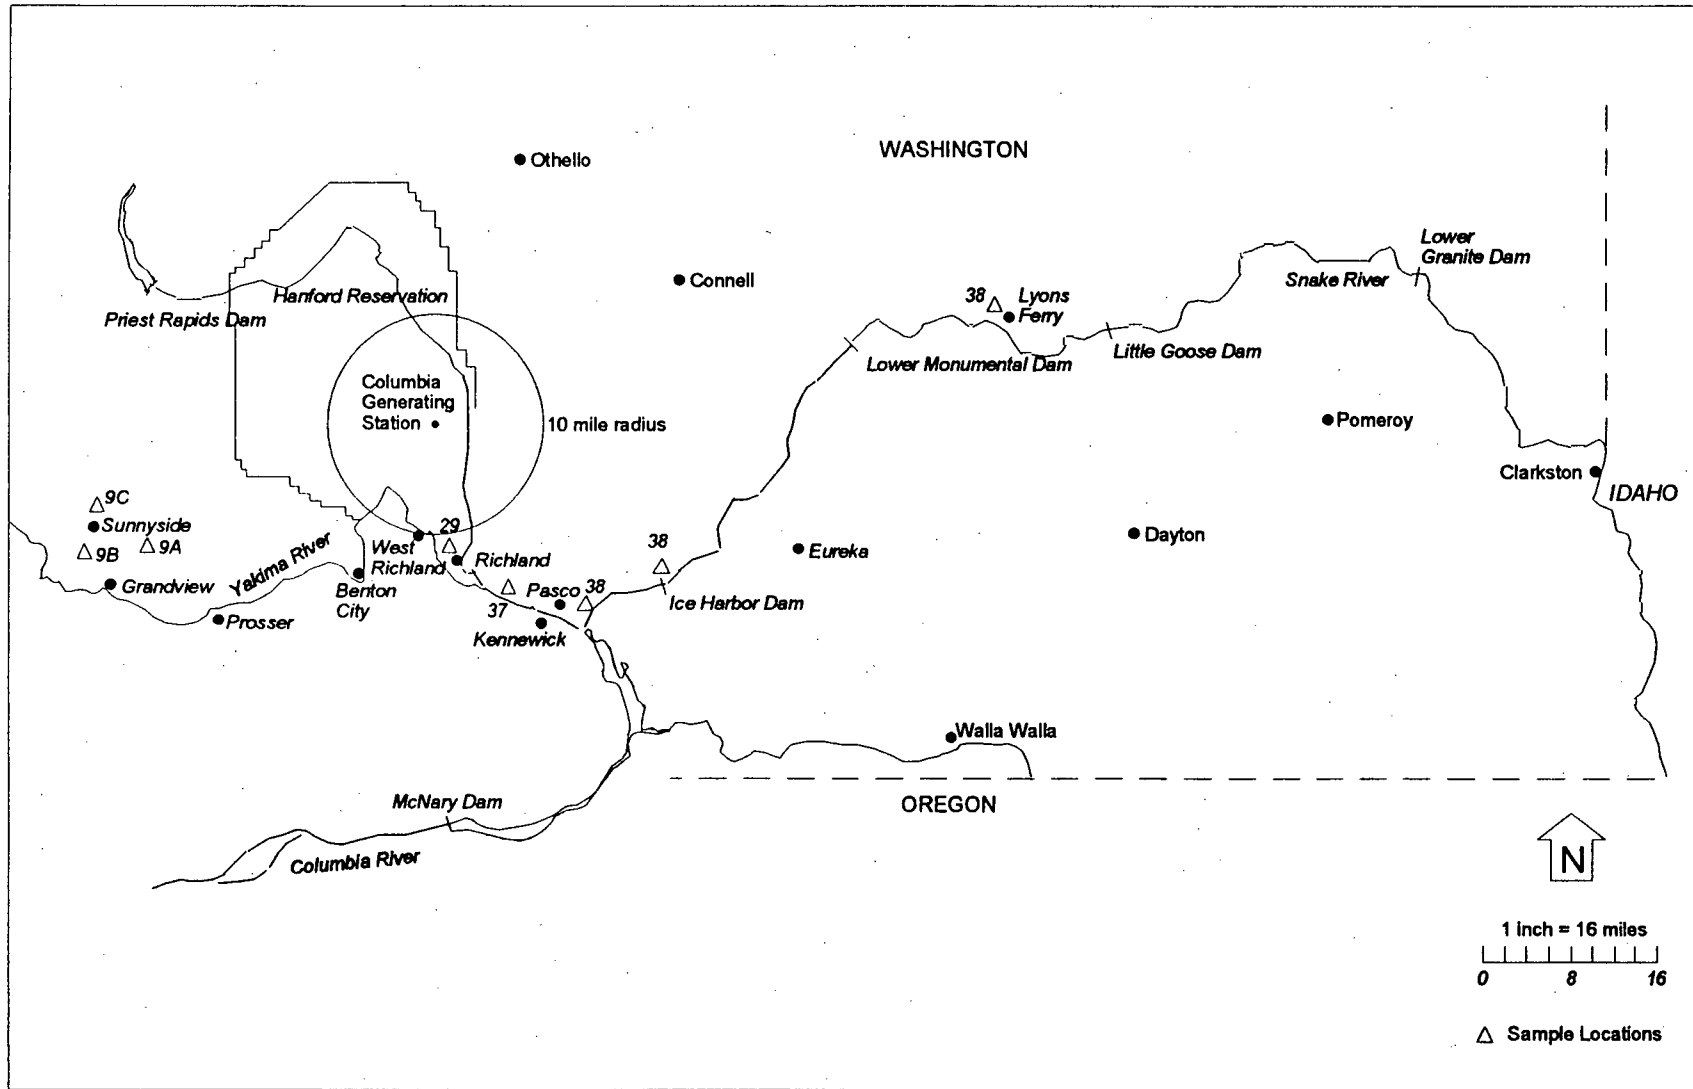 WASHINGTON
Othello
Lower
Granite Dam
Connell
Snake River
Hanford Reservation
Priest Rapids Dam
38
Lyons
Ferry
Little Goose Dam
Lower Monumental Dam
Columbia
Generating
Station
10 mile radius
Pomeroy
Clarkston
IDAHO
9C
Sunnyside
9B
9A
Grandview
Yakima River
Prosser
Benton
City
West
Richland
29
Richland
37
Pasco
38
Kennewick
38
Ice Harbor Dam
Eureka
Dayton
Walla Walla
OREGON
McNary Dam
Columbia River
N
1 inch = 16 miles
0 8 16
Sample Locations